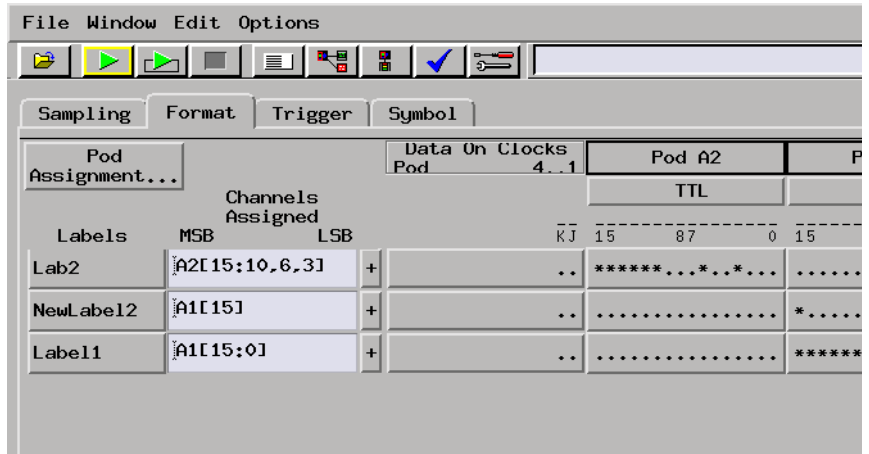 File Window Edit Options
Sampling Format Trigger Symbol
Pod Assignment...
Data On Clocks
Pod 4..1
Pod A2
P
TTL
Channels
Assigned
Labels MSB LSB KJ 15 87 0 15
Lab2 A2[15:10,6,3] + .. ******...*..*... .....
NewLabel2 A1[15] + .. ................ *.....
Label1 A1[15:0] + .. ................ ******